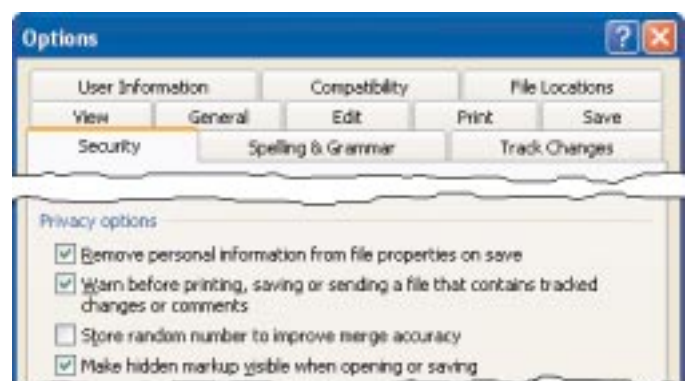 Options
User Information Compatibility File Locations
View General Edit Print Save
Security Spelling & Grammar Track Changes
Privacy options
Remove personal information from file properties on save
Warn before printing, saving or sending a file that contains tracked
changes or comments
Store random number to improve merge accuracy
Make hidden markup visible when opening or saving